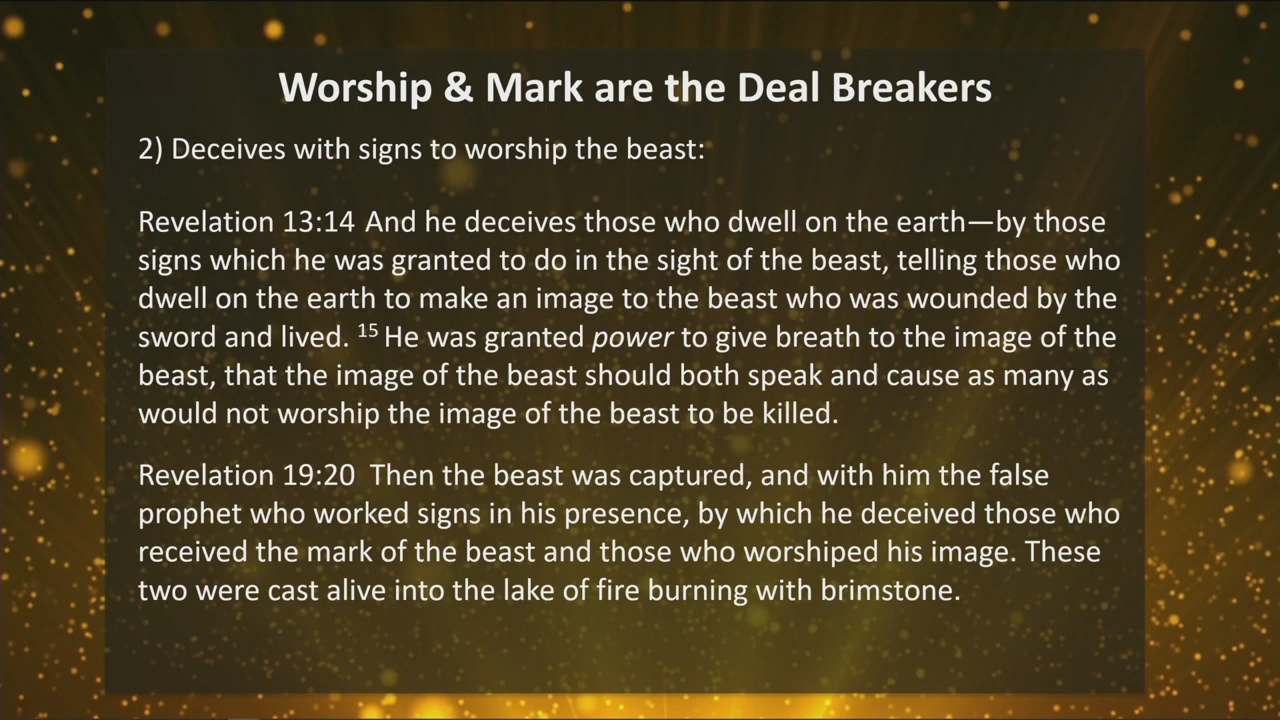 Worship & Mark are the Deal Breakers
2) Deceives with signs to worship the beast:
Revelation 13:14 And he deceives those who dwell on the earth—by those
signs which he was granted to do in the sight of the beast, telling those who
dwell on the earth to make an image to the beast who was wounded by the
sword and lived. 15 He was granted power to give breath to the image of the
beast, that the image of the beast should both speak and cause as many as
would not worship the image of the beast to be killed.
Revelation 19:20  Then the beast was captured, and with him the false
prophet who worked signs in his presence, by which he deceived those who
received the mark of the beast and those who worshiped his image. These
two were cast alive into the lake of fire burning with brimstone.